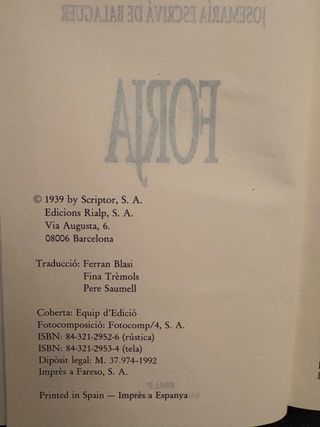 JOSEMARÍA ESCRIVÁ DE BALAGUER
FORJA
© 1939 by Scriptor, S. A.
Edicions Rialp, S. A.
Via Augusta, 6.
08006 Barcelona
Traducció: Ferran Blasi
Fina Trèmols
Pere Saumell
Coberta: Equip d'Edició
Fotocomposició: Fotocomp/4, S. A.
ISBN: 84-321-2952-6 (rústica)
ISBN: 84-321-2953-4 (tela)
Dipòsit legal: M. 37.974-1992
Imprès a Fareso, S. A.
RIALP
Printed in Spain — Imprès a Espanya